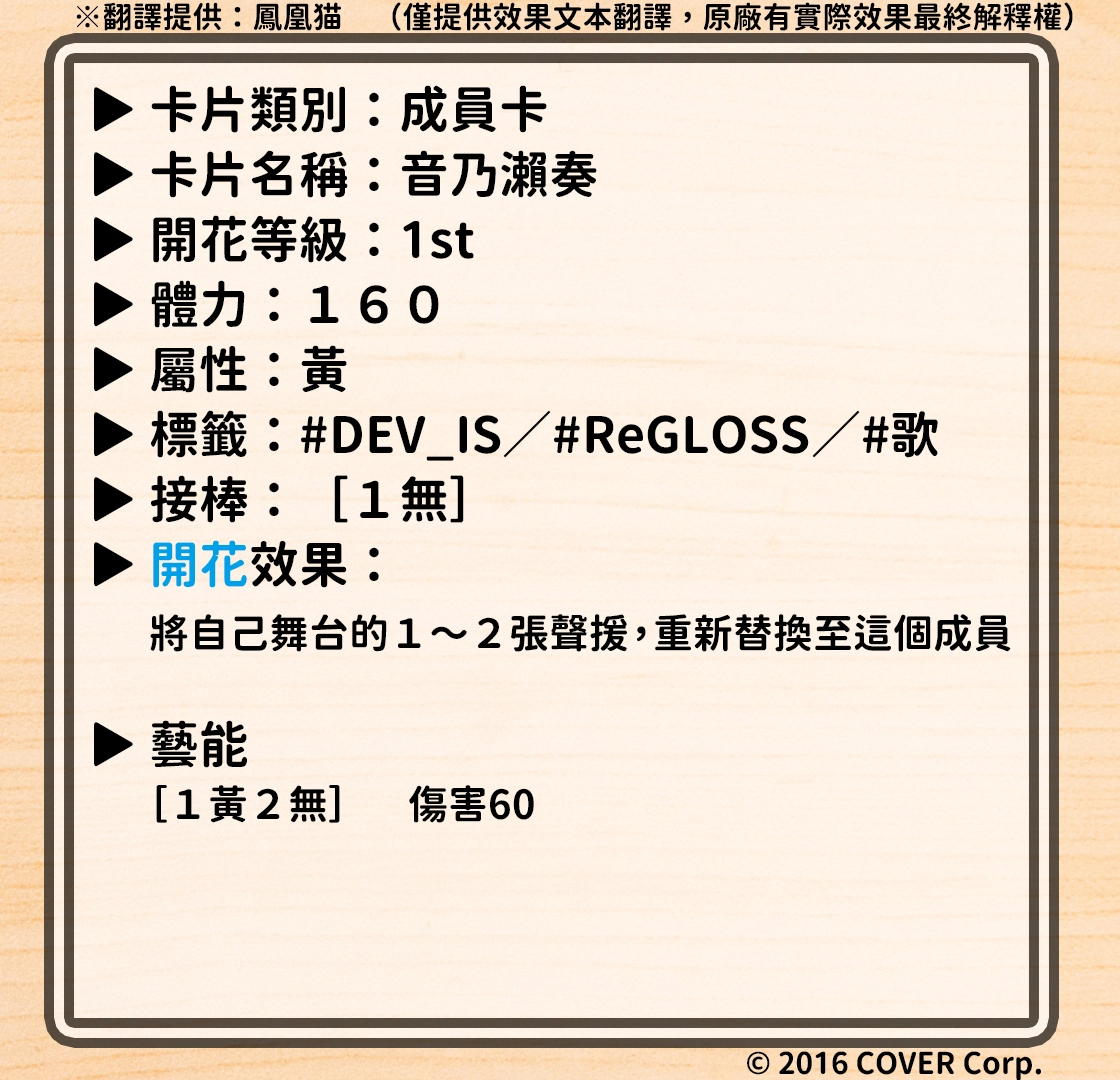 ※翻譯提供：鳳凰猫　（僅提供效果文本翻譯，原廠有實際效果最終解釋權）
▶ 卡片類別：成員卡
▶ 卡片名稱：音乃瀨奏
▶ 開花等級：1st
▶ 體力：１６０
▶ 屬性：黃
▶ 標籤：#DEV_IS／#ReGLOSS／#歌
▶ 接棒：［１無］
▶ 開花效果：
將自己舞台的１～２張聲援，重新替換至這個成員
▶ 藝能
［１黃２無］　傷害60
© 2016 COVER Corp.